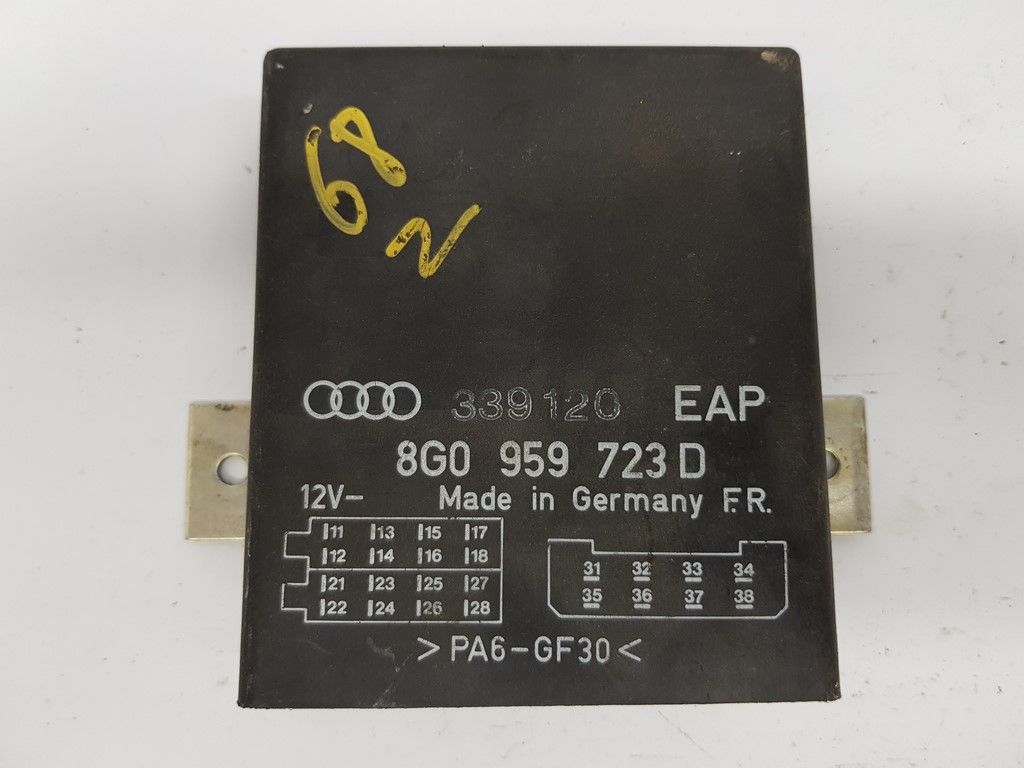 68
N
339120 EAP
8G0 959 723 D
12V- Made in Germany F.R.
11 13 15 17
12 14 16 18
21 23 25 27
22 24 26 28
31 32 33 34
35 36 37 38
>PA6-GF30<